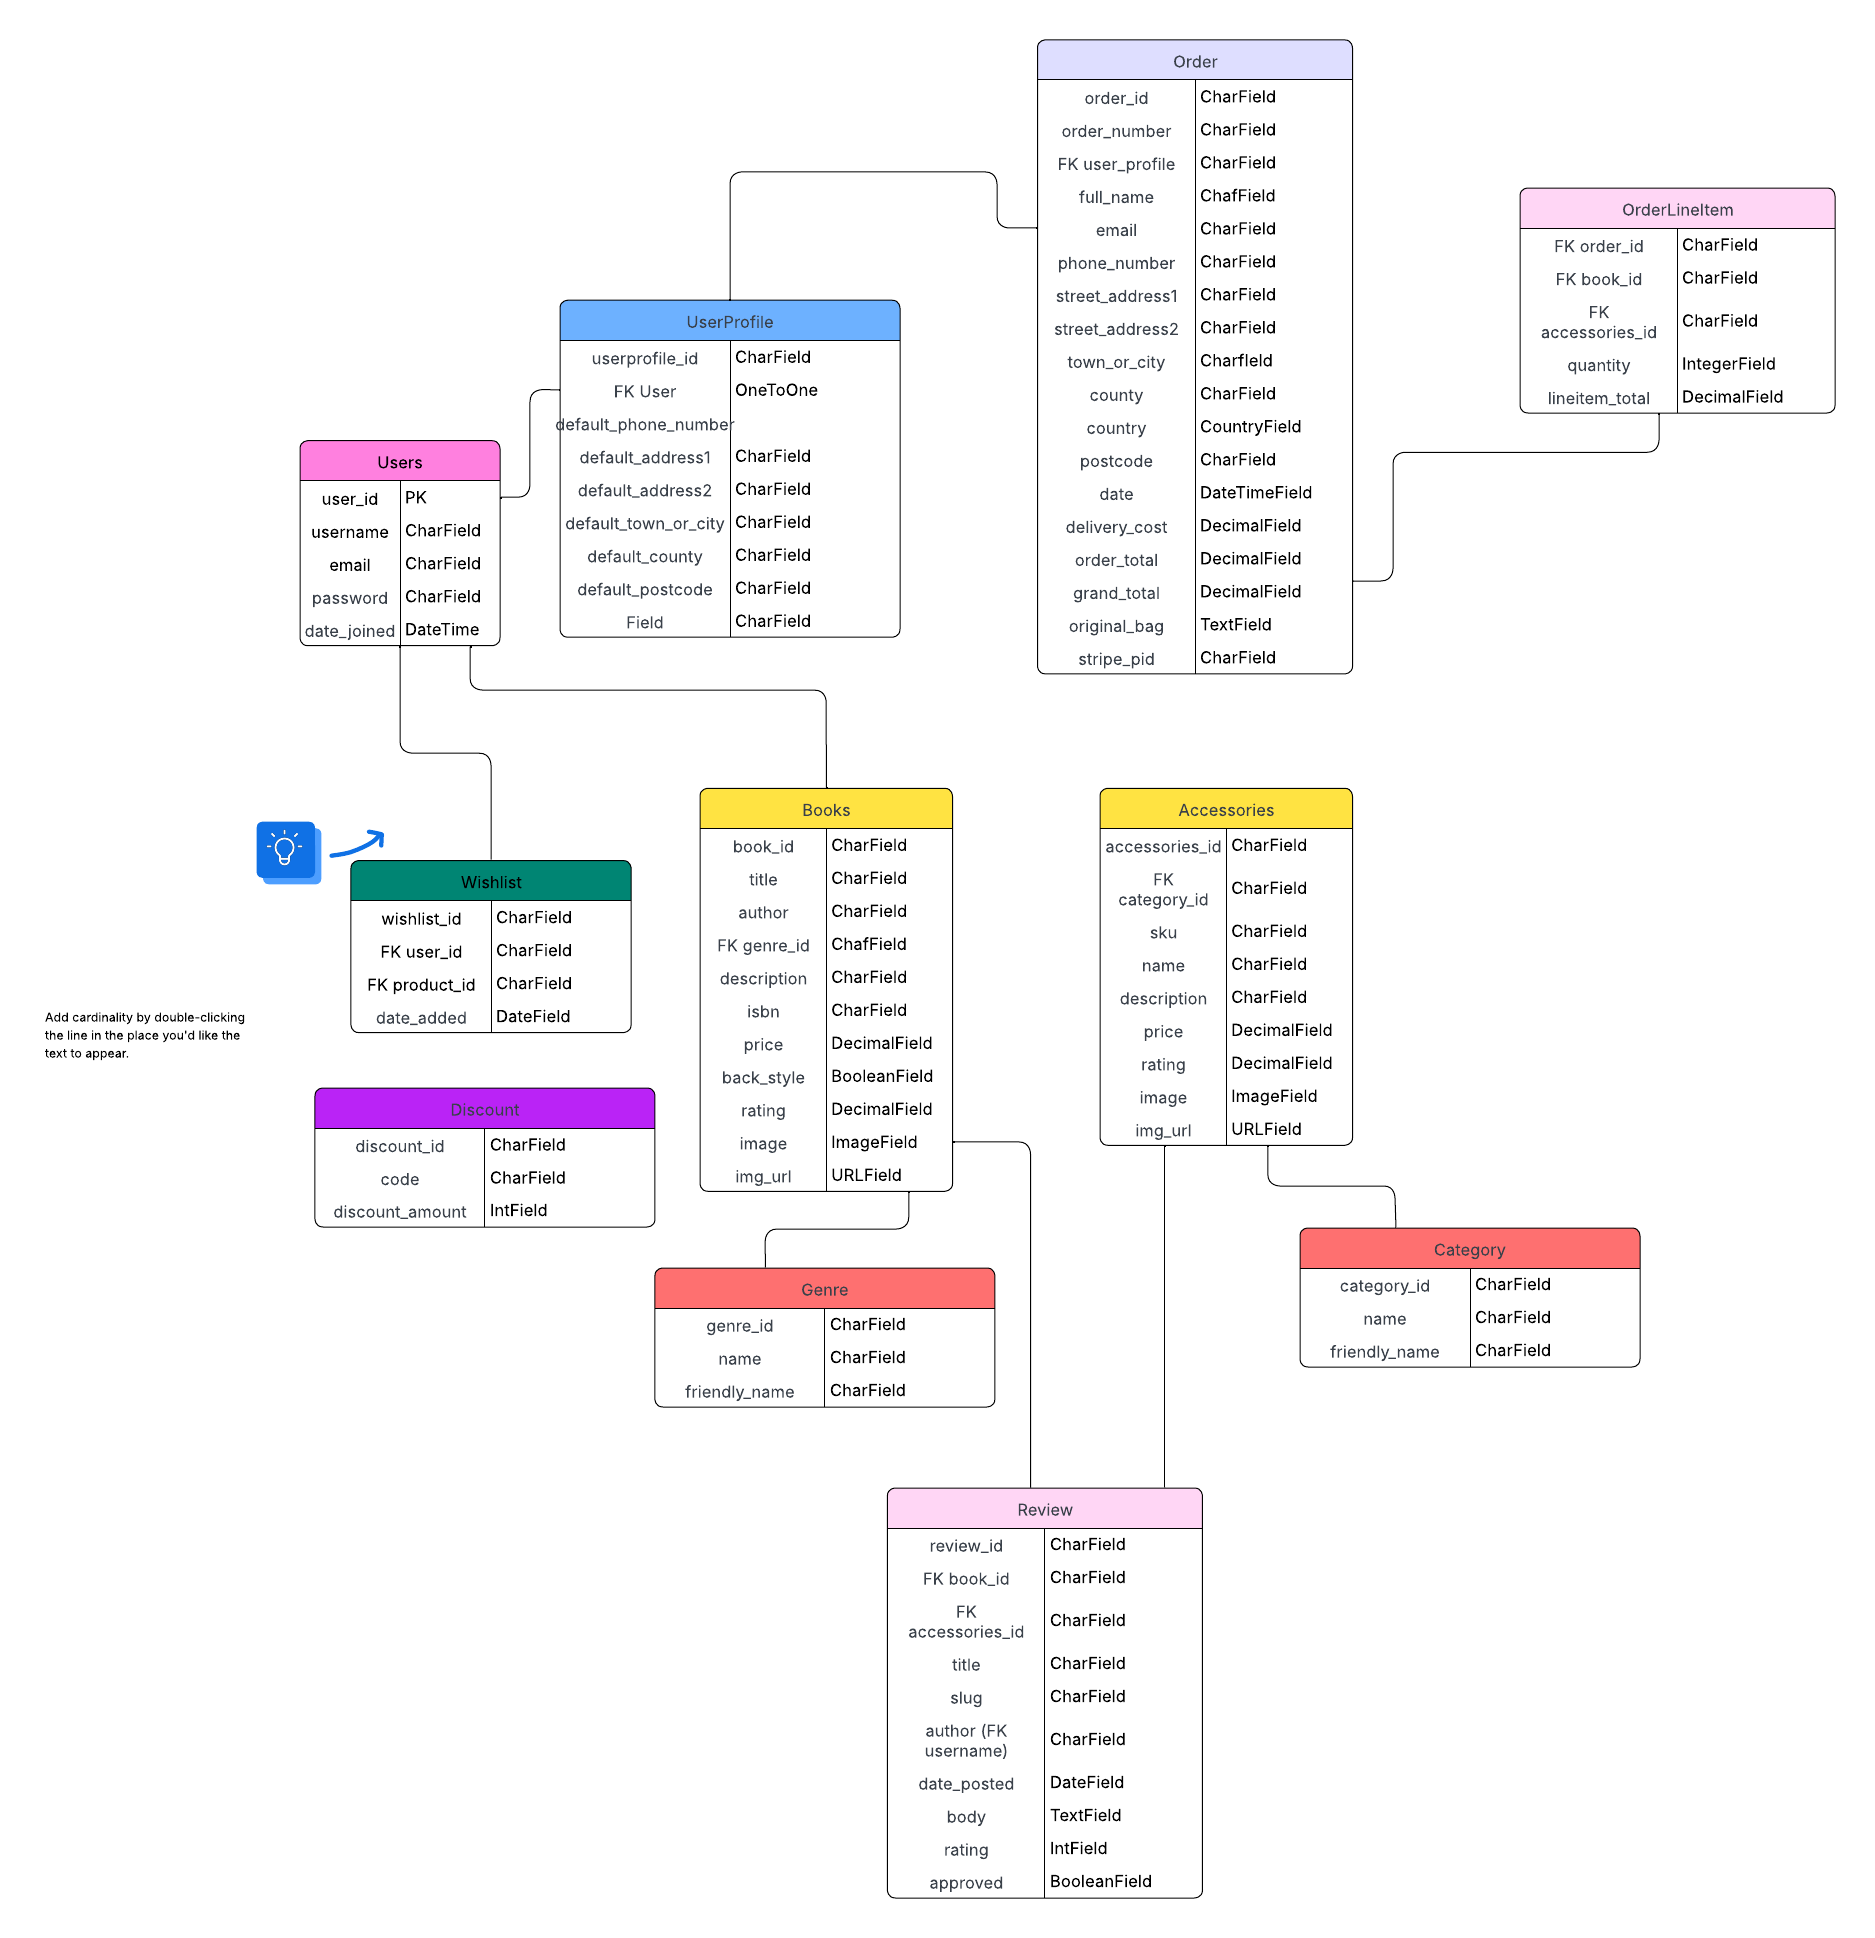 Order
order_id CharField
order_number CharField
FK user_profile CharField
full_name ChafField
email CharField
phone_number CharField
street_address1 CharField
street_address2 CharField
town_or_city CharfIeld
county CharField
country CountryField
postcode CharField
date DateTimeField
delivery_cost DecimalField
order_total DecimalField
grand_total DecimalField
original_bag TextField
stripe_pid CharField
OrderLineItem
FK order_id CharField
FK book_id CharField
FK
accessories_id CharField
quantity IntegerField
lineitem_total DecimalField
UserProfile
userprofile_id CharField
FK User OneToOne
default_phone_number
default_address1 CharField
default_address2 CharField
default_town_or_city CharField
default_county CharField
default_postcode CharField
Field CharField
Users
user_id PK
username CharField
email CharField
password CharField
date_joined DateTime
Books
book_id CharField
title CharField
author CharField
FK genre_id ChafField
description CharField
isbn CharField
price DecimalField
back_style BooleanField
rating DecimalField
image ImageField
img_url URLField
Accessories
accessories_id CharField
FK
category_id CharField
sku CharField
name CharField
description CharField
price DecimalField
rating DecimalField
image ImageField
img_url URLField
Wishlist
wishlist_id CharField
FK user_id CharField
FK product_id CharField
date_added DateField
Add cardinality by double-clicking
the line in the place you'd like the
text to appear.
Discount
discount_id CharField
code CharField
discount_amount IntField
Genre
genre_id CharField
name CharField
friendly_name CharField
Category
category_id CharField
name CharField
friendly_name CharField
Review
review_id CharField
FK book_id CharField
FK
accessories_id CharField
title CharField
slug CharField
author (FK
username) CharField
date_posted DateField
body TextField
rating IntField
approved BooleanField